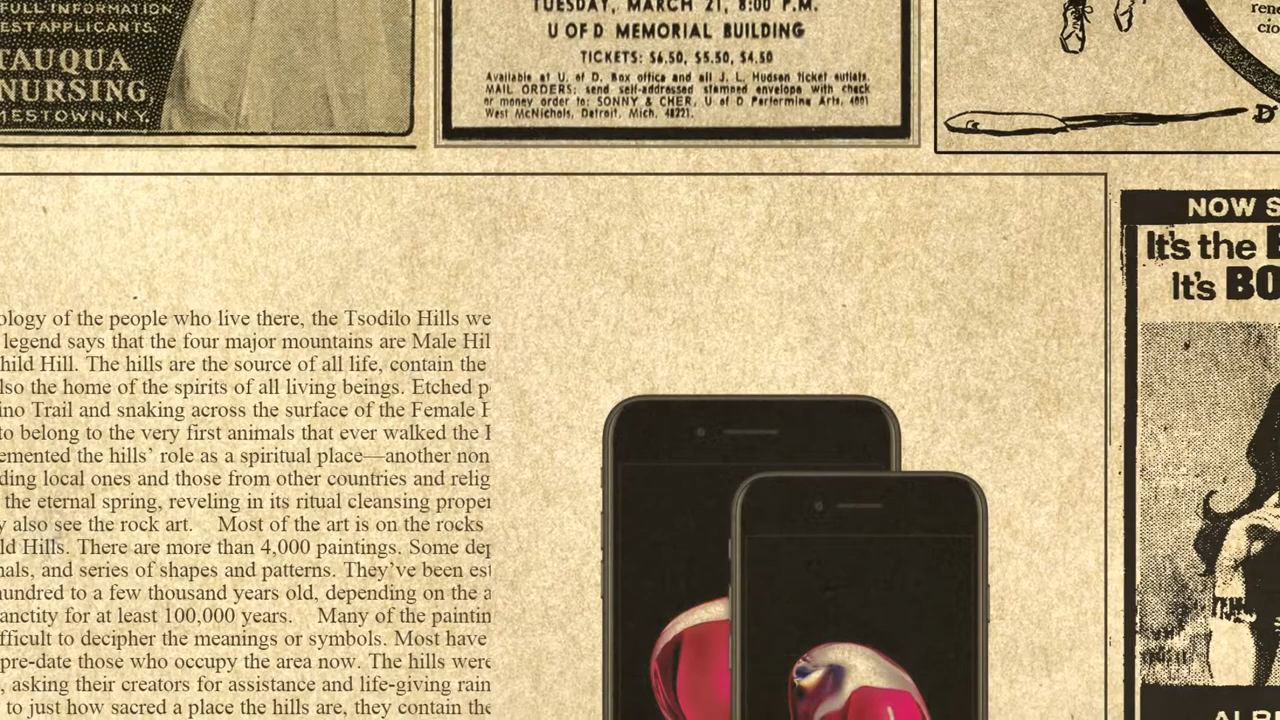 FULL INFORMATION
EST APPLICANTS.
TAUQUA
NURSING
MESTOWN, N.Y.
TUESDAY, MARCH 21, 8:00 P.M.
U OF D MEMORIAL BUILDING
TICKETS: $6.50, $5.50, $4.50
Available at U. of D. Box office and all J. L. Hudson ticket outlets.
MAIL ORDERS: send self-addressed stamped envelope with check
or money order to: SONNY & CHER, U of D Performing Arts, 4001
West McNichols, Detroit, Mich. 48221.
rene
cio
D
NOW S
It's the
It's BO
ology of the people who live there, the Tsodilo Hills we
legend says that the four major mountains are Male Hil
hild Hill. The hills are the source of all life, contain the
lso the home of the spirits of all living beings. Etched p
ino Trail and snaking across the surface of the Female
to belong to the very first animals that ever walked the
emented the hills' role as a spiritual place—another non
ding local ones and those from other countries and relig
the eternal spring, reveling in its ritual cleansing proper
y also see the rock art. Most of the art is on the rocks
ld Hills. There are more than 4,000 paintings. Some dep
nals, and series of shapes and patterns. They've been est
hundred to a few thousand years old, depending on the a
anctity for at least 100,000 years. Many of the paintin
fficult to decipher the meanings or symbols. Most have
pre-date those who occupy the area now. The hills were
, asking their creators for assistance and life-giving rain
to just how sacred a place the hills are, they contain the